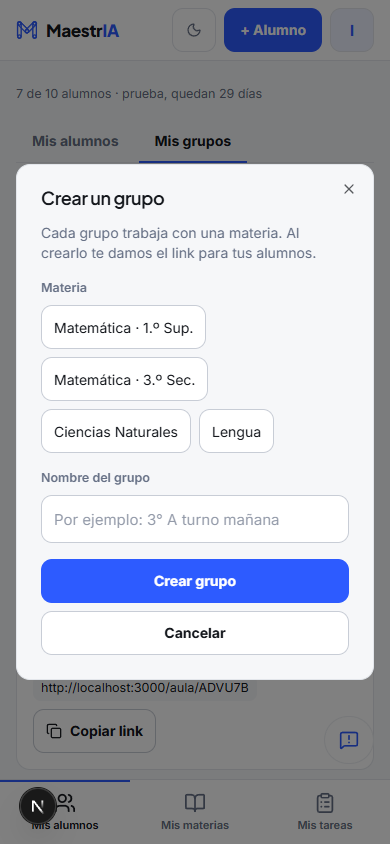 MaestrIA
+ Alumno
I
7 de 10 alumnos · prueba, quedan 29 días
Mis alumnos
Mis grupos
Crear un grupo
Cada grupo trabaja con una materia. Al
crearlo te damos el link para tus alumnos.
Materia
Matemática · 1.º Sup.
Matemática · 3.º Sec.
Ciencias Naturales
Lengua
Nombre del grupo
Por ejemplo: 3° A turno mañana
Crear grupo
Cancelar
http://localhost:3000/aula/ADVU7B
Copiar link
N
Mis alumnos
Mis materias
Mis tareas